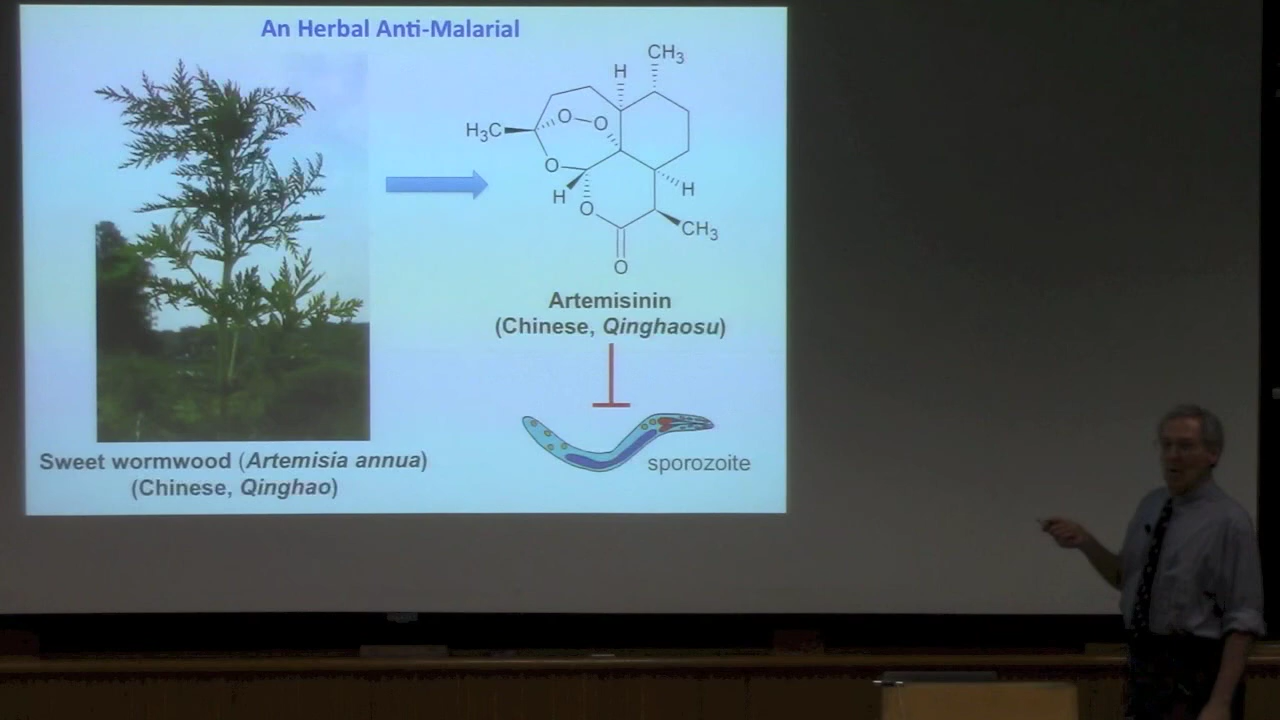 An Herbal Anti-Malarial
CH3
H
H3C
O
O
O
H
H
O
CH3
O
Artemisinin
(Chinese, Qinghaosu)
sporozoite
Sweet wormwood (Artemisia annua)
(Chinese, Qinghao)